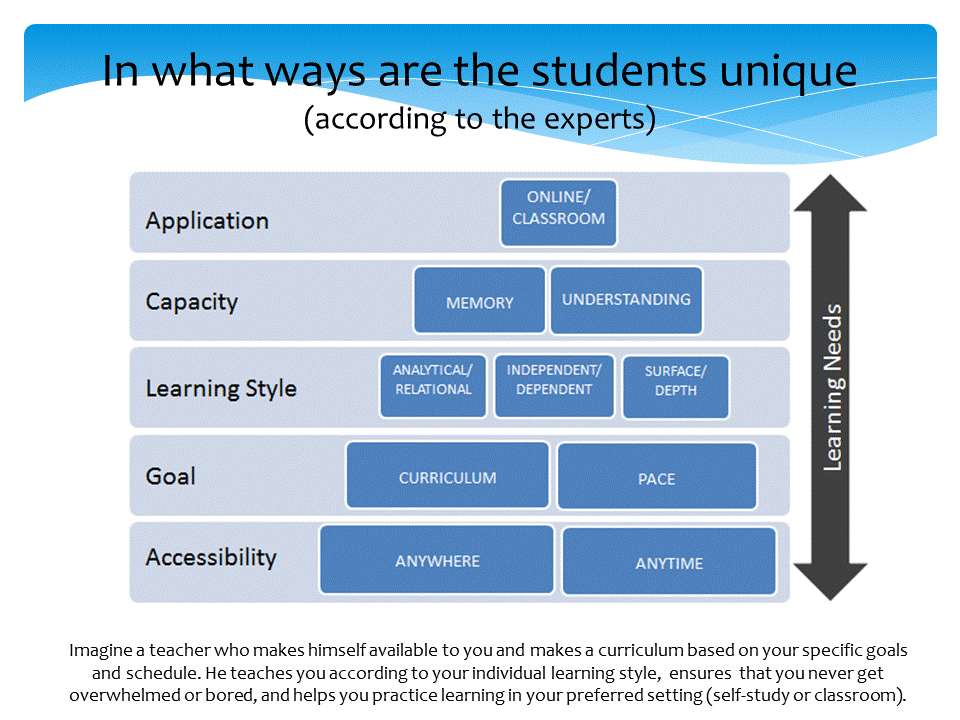 In what ways are the students unique
(according to the experts)
Application
ONLINE/
CLASSROOM
Capacity
MEMORY
UNDERSTANDING
Learning Style
ANALYTICAL/
RELATIONAL
INDEPENDENT/
DEPENDENT
SURFACE/
DEPTH
Goal
CURRICULUM
PACE
Accessibility
ANYWHERE
ANYTIME
Learning Needs
Imagine a teacher who makes himself available to you and makes a curriculum based on your specific goals
and schedule. He teaches you according to your individual learning style, ensures that you never get
overwhelmed or bored, and helps you practice learning in your preferred setting (self-study or classroom).